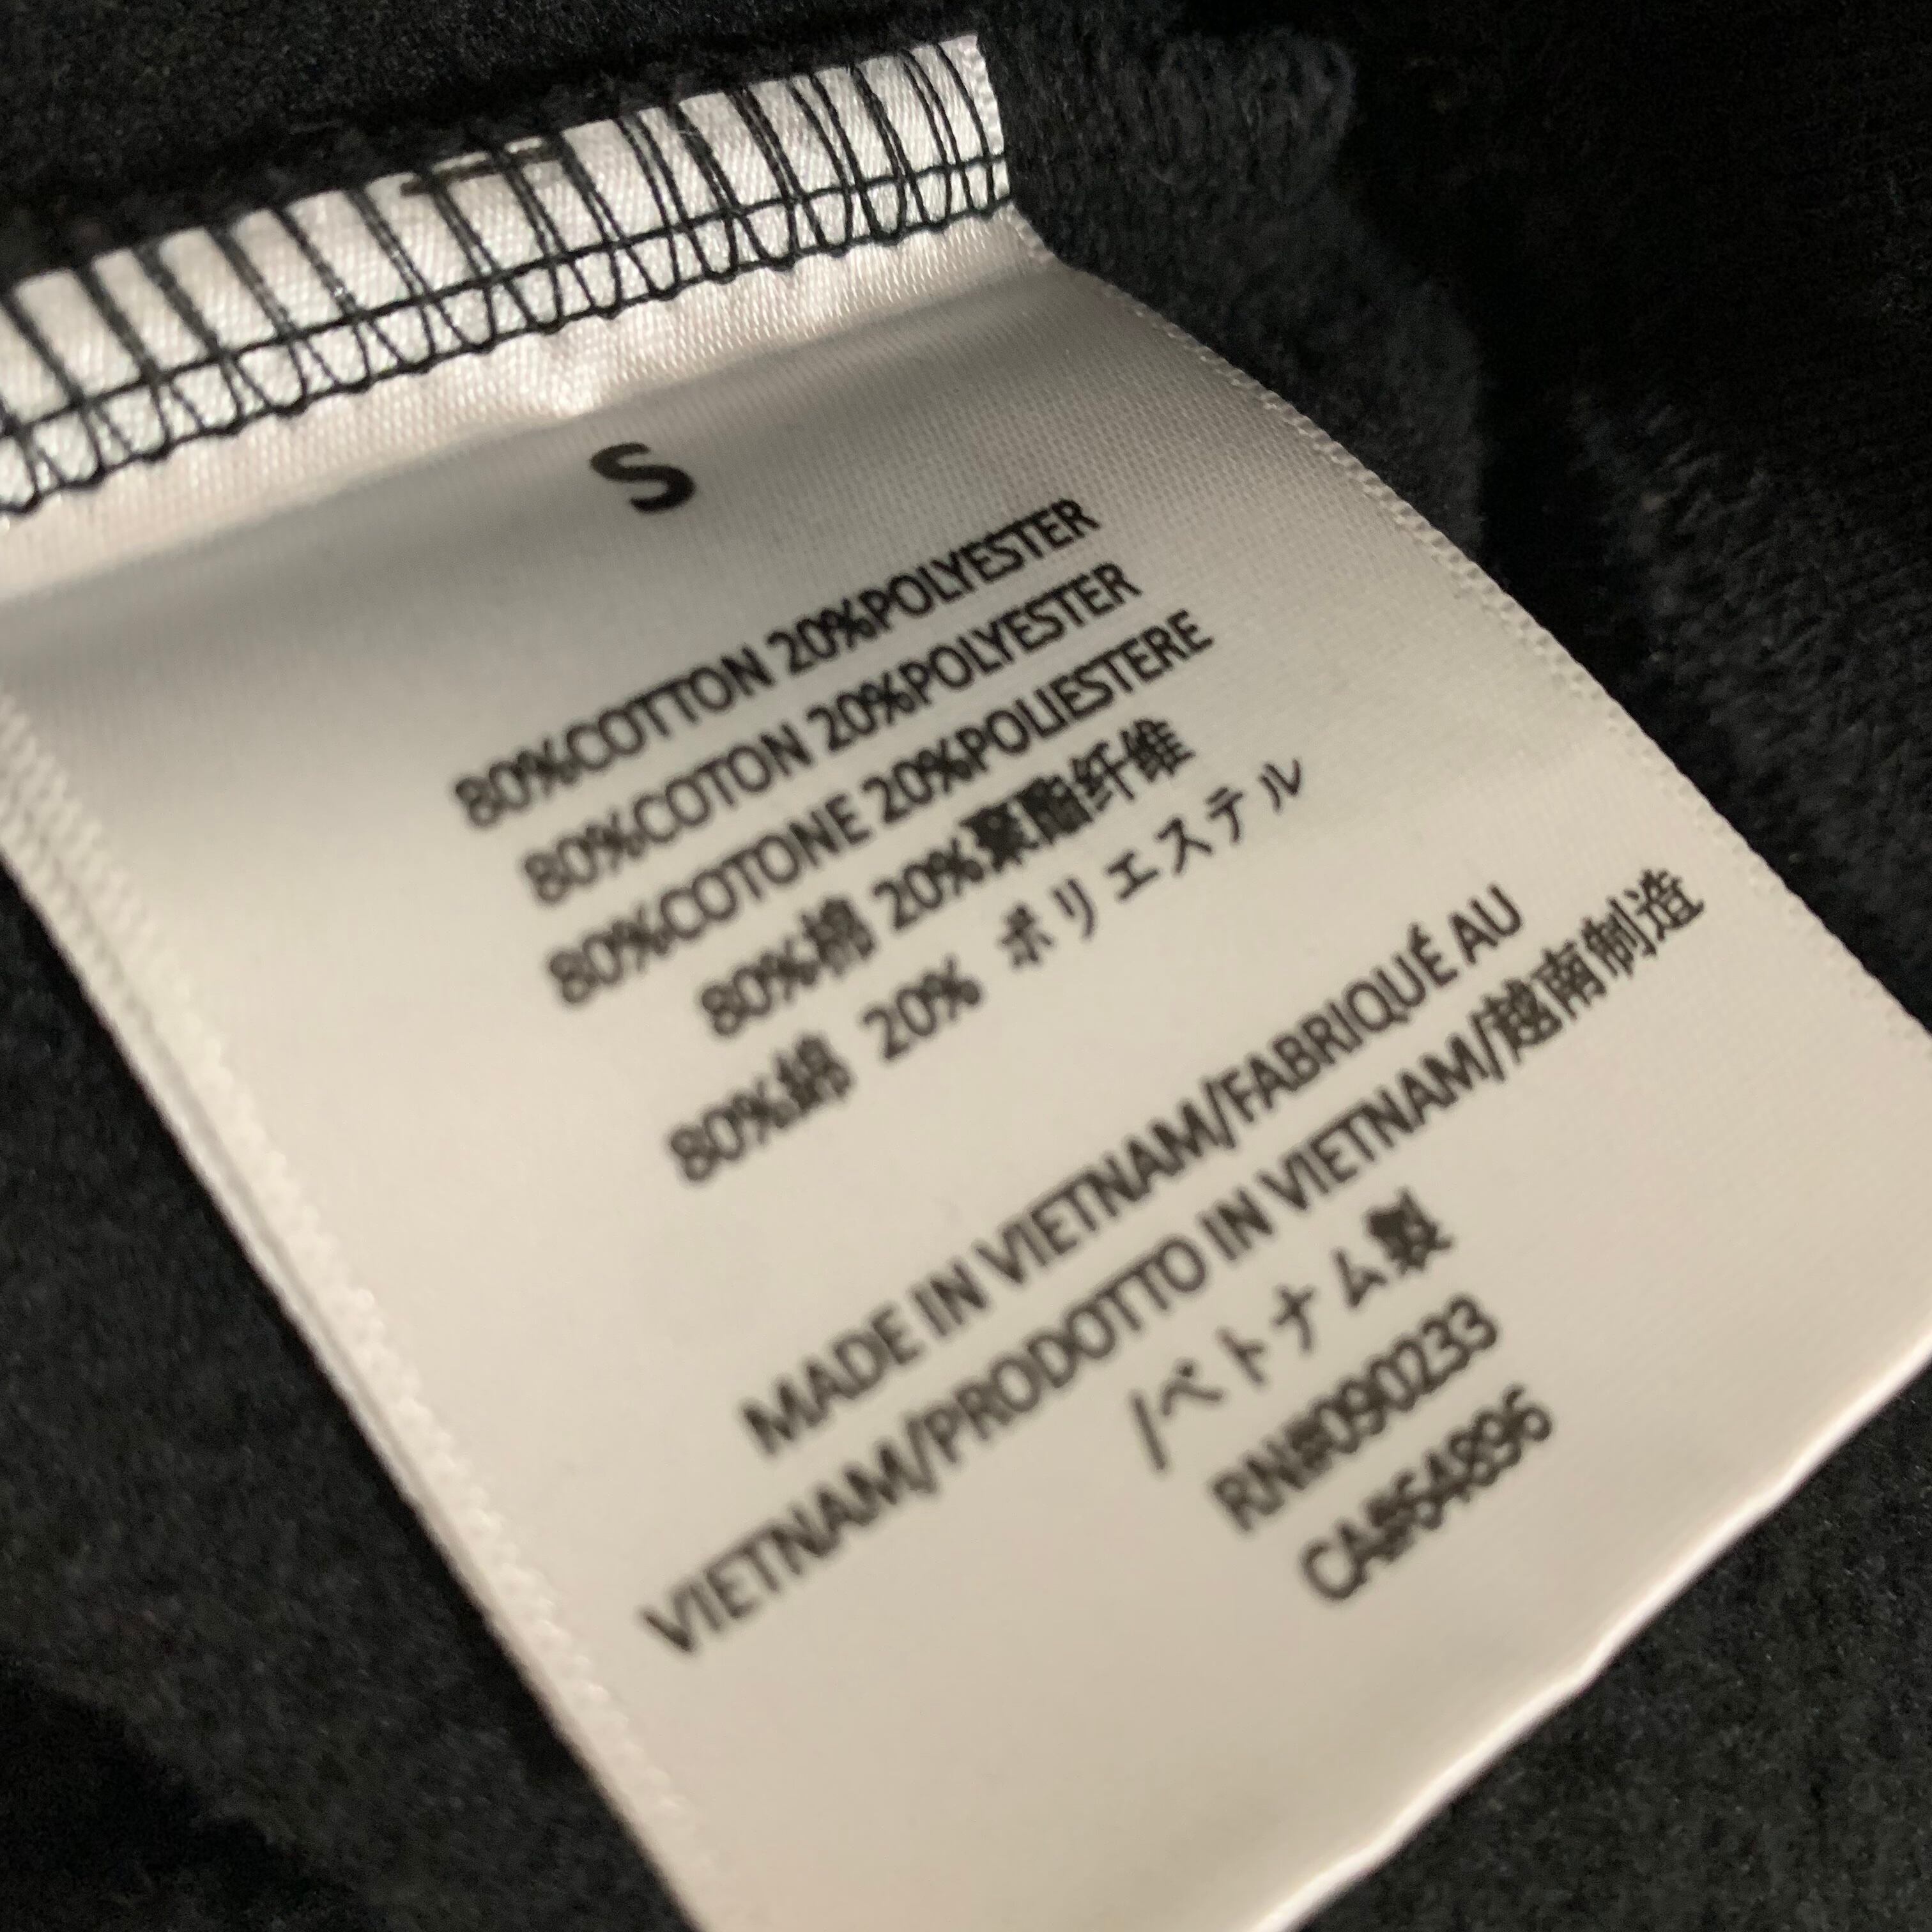 S
80%COTTON 20%POLYESTER
80%COTON 20%POLYESTER
80%COTONE 20%POLIESTERE
80%棉 20%聚酯纤维
80%綿 20% ポリエステル
MADE IN VIETNAM/FABRIQUÉ AU
VIETNAM/PRODOTTO IN VIETNAM/越南制造
/ベトナム製
RN#090233
CA#64896